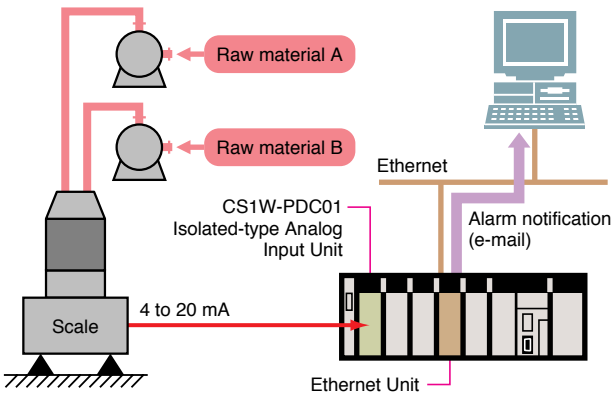 Raw material A
Raw material B
Ethernet
CS1W-PDC01
Isolated-type Analog
Input Unit
Alarm notification
(e-mail)
4 to 20 mA
Scale
Ethernet Unit